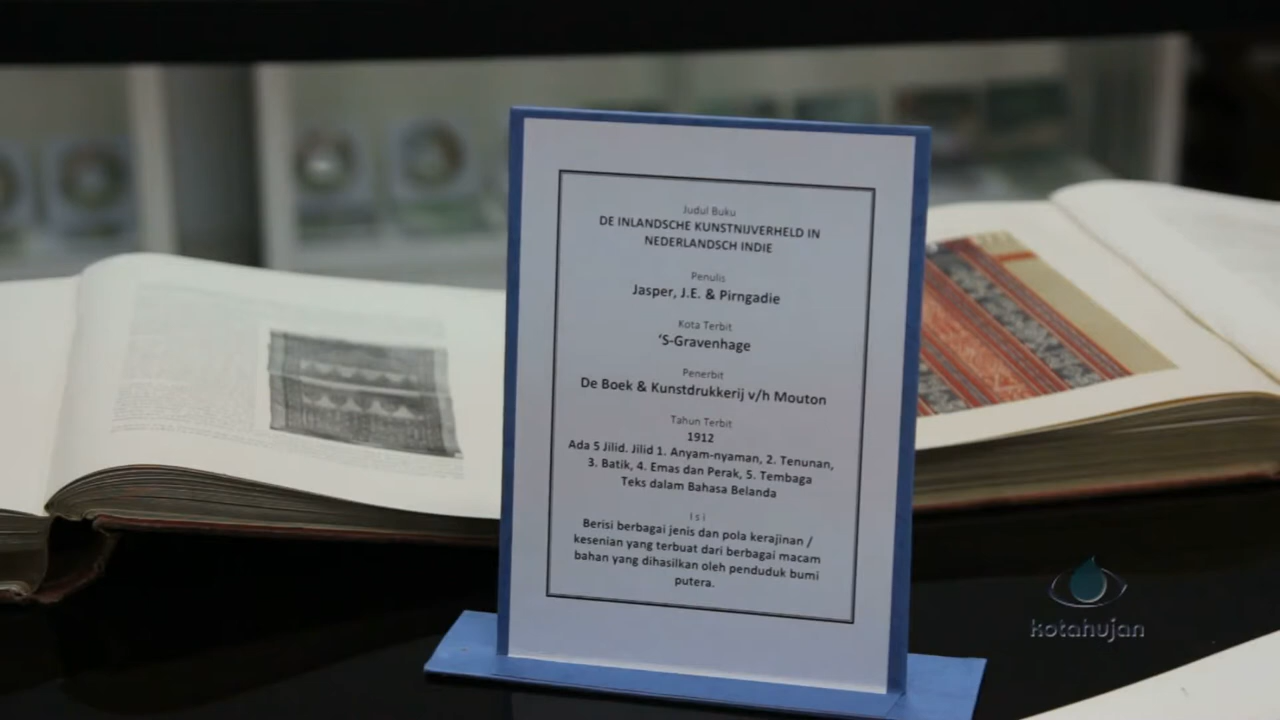 Judul Buku
DE INLANDSCHE KUNSTNIJVERHELD IN
NEDERLANDSCH INDIE
Penulis
Jasper, J.E. & Pirngadie
Kota Terbit
‘S-Gravenhage
Penerbit
De Boek & Kunstdrukkerij v/h Mouton
Tahun Terbit
1912
Ada 5 Jilid. Jilid 1. Anyam-nyaman, 2. Tenunan,
3. Batik, 4. Emas dan Perak, 5. Tembaga
Teks dalam Bahasa Belanda
I s i
Berisi berbagai jenis dan pola kerajinan /
kesenian yang terbuat dari berbagai macam
bahan yang dihasilkan oleh penduduk bumi
putera.
kotahujan